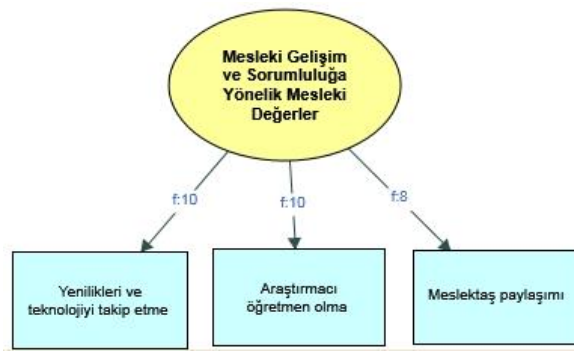 Mesleki Gelişim
ve Sorumluluğa
Yönelik Mesleki
Değerler
f:10
f:10
f:8
Yenilikleri ve
teknolojiyi takip etme
Araştırmacı
öğretmen olma
Meslektaş paylaşımı